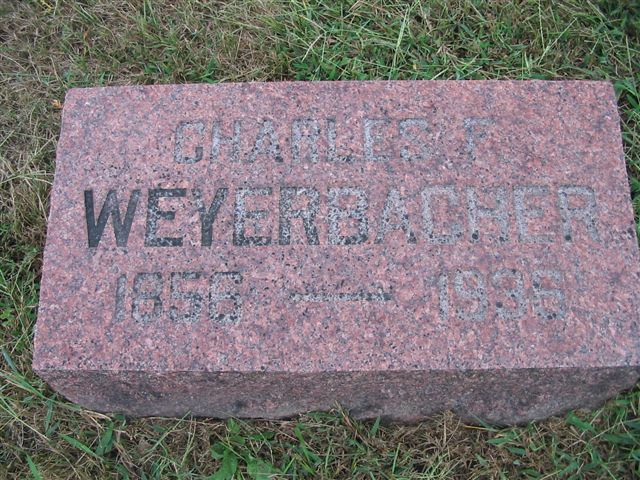 CHARLES F.
WEYERBACHER
1856 — 1936